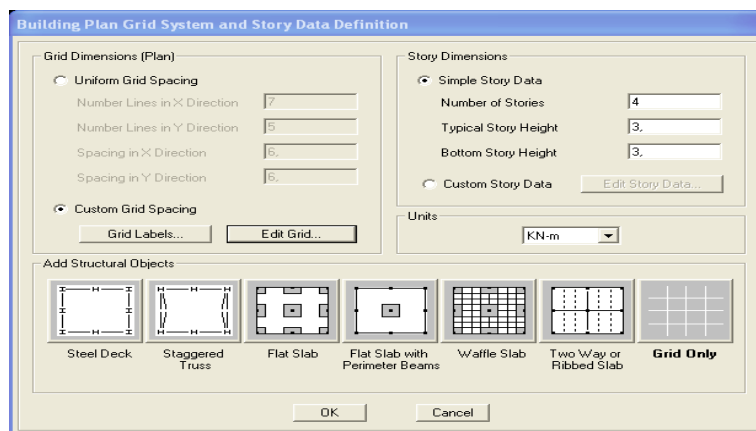 Building Plan Grid System and Story Data Definition
Grid Dimensions (Plan)
Uniform Grid Spacing
Number Lines in X Direction
7
Number Lines in Y Direction
5
Spacing in X Direction
6,
Spacing in Y Direction
6,
Custom Grid Spacing
Grid Labels...
Edit Grid...
Story Dimensions
Simple Story Data
Number of Stories
4
Typical Story Height
3,
Bottom Story Height
3,
Custom Story Data
Edit Story Data...
Units
KN-m
Add Structural Objects
Steel Deck
Staggered
Truss
Flat Slab
Flat Slab with
Perimeter Beams
Waffle Slab
Two Way or
Ribbed Slab
Grid Only
OK
Cancel